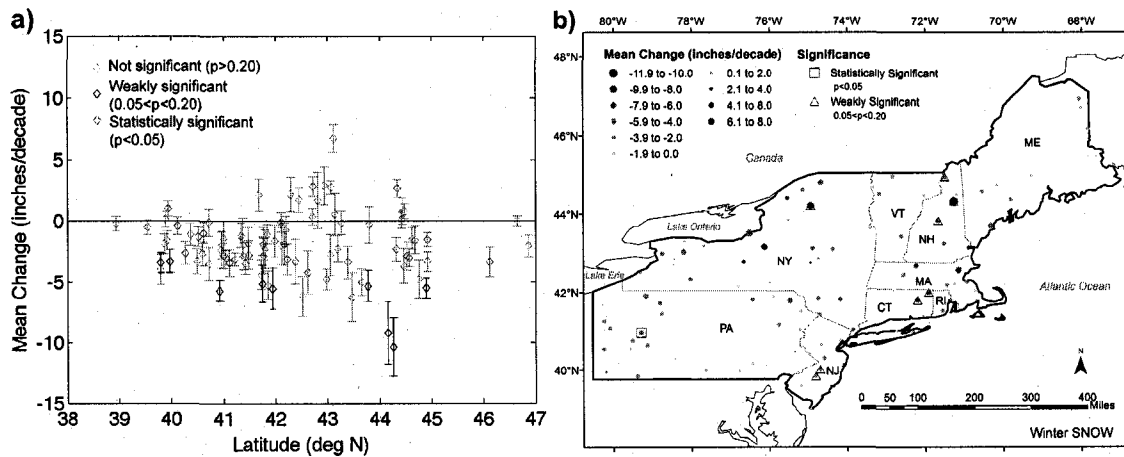 a)
15
10
5
0
-5
-10
-15
Mean Change (inches/decade)
Not significant (p>0.20)
Weakly significant
(0.05<p<0.20)
Statistically significant
(p<0.05)
38 39 40 41 42 43 44 45 46 47
Latitude (deg N)
b)
80°W 78°W 76°W 74°W 72°W 70°W 68°W 66°W
48°N
46°N
44°N
42°N
40°N
48°N
46°N
44°N
42°N
40°N
Mean Change (inches/decade)
-11.9 to -10.0
-9.9 to -8.0
-7.9 to -6.0
-5.9 to -4.0
-3.9 to -2.0
-1.9 to 0.0
0.1 to 2.0
2.1 to 4.0
4.1 to 8.0
6.1 to 8.0
Significance
Statistically Significant
p<0.05
Weakly Significant
0.05<p<0.20
Canada
ME
Lake Ontario
VT
NH
Lake Erie
NY
MA
Atlantic Ocean
CT
RI
PA
NJ
N
0 50 100 200 300 400
Miles
Winter SNOW